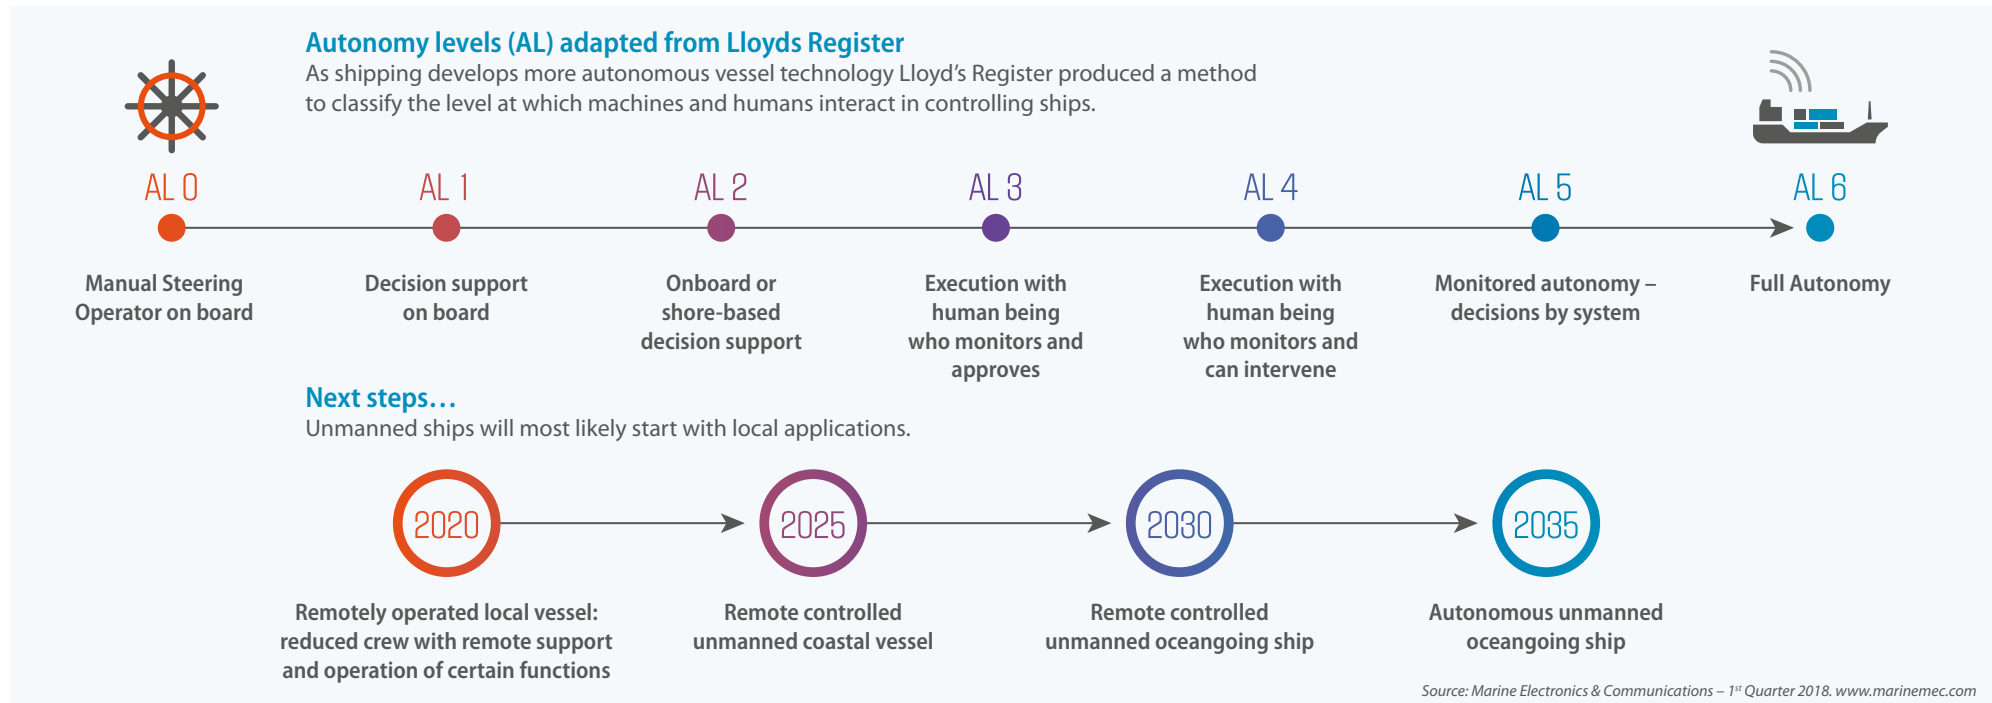 Autonomy levels (AL) adapted from Lloyds Register
As shipping develops more autonomous vessel technology Lloyd’s Register produced a method
to classify the level at which machines and humans interact in controlling ships.
AL 0
Manual Steering
Operator on board
AL 1
Decision support
on board
AL 2
Onboard or
shore-based
decision support
AL 3
Execution with
human being
who monitors and
approves
AL 4
Execution with
human being
who monitors and
can intervene
AL 5
Monitored autonomy –
decisions by system
AL 6
Full Autonomy
Next steps…
Unmanned ships will most likely start with local applications.
2020
Remotely operated local vessel:
reduced crew with remote support
and operation of certain functions
2025
Remote controlled
unmanned coastal vessel
2030
Remote controlled
unmanned oceangoing ship
2035
Autonomous unmanned
oceangoing ship
Source: Marine Electronics & Communications – 1st Quarter 2018. www.marinemec.com